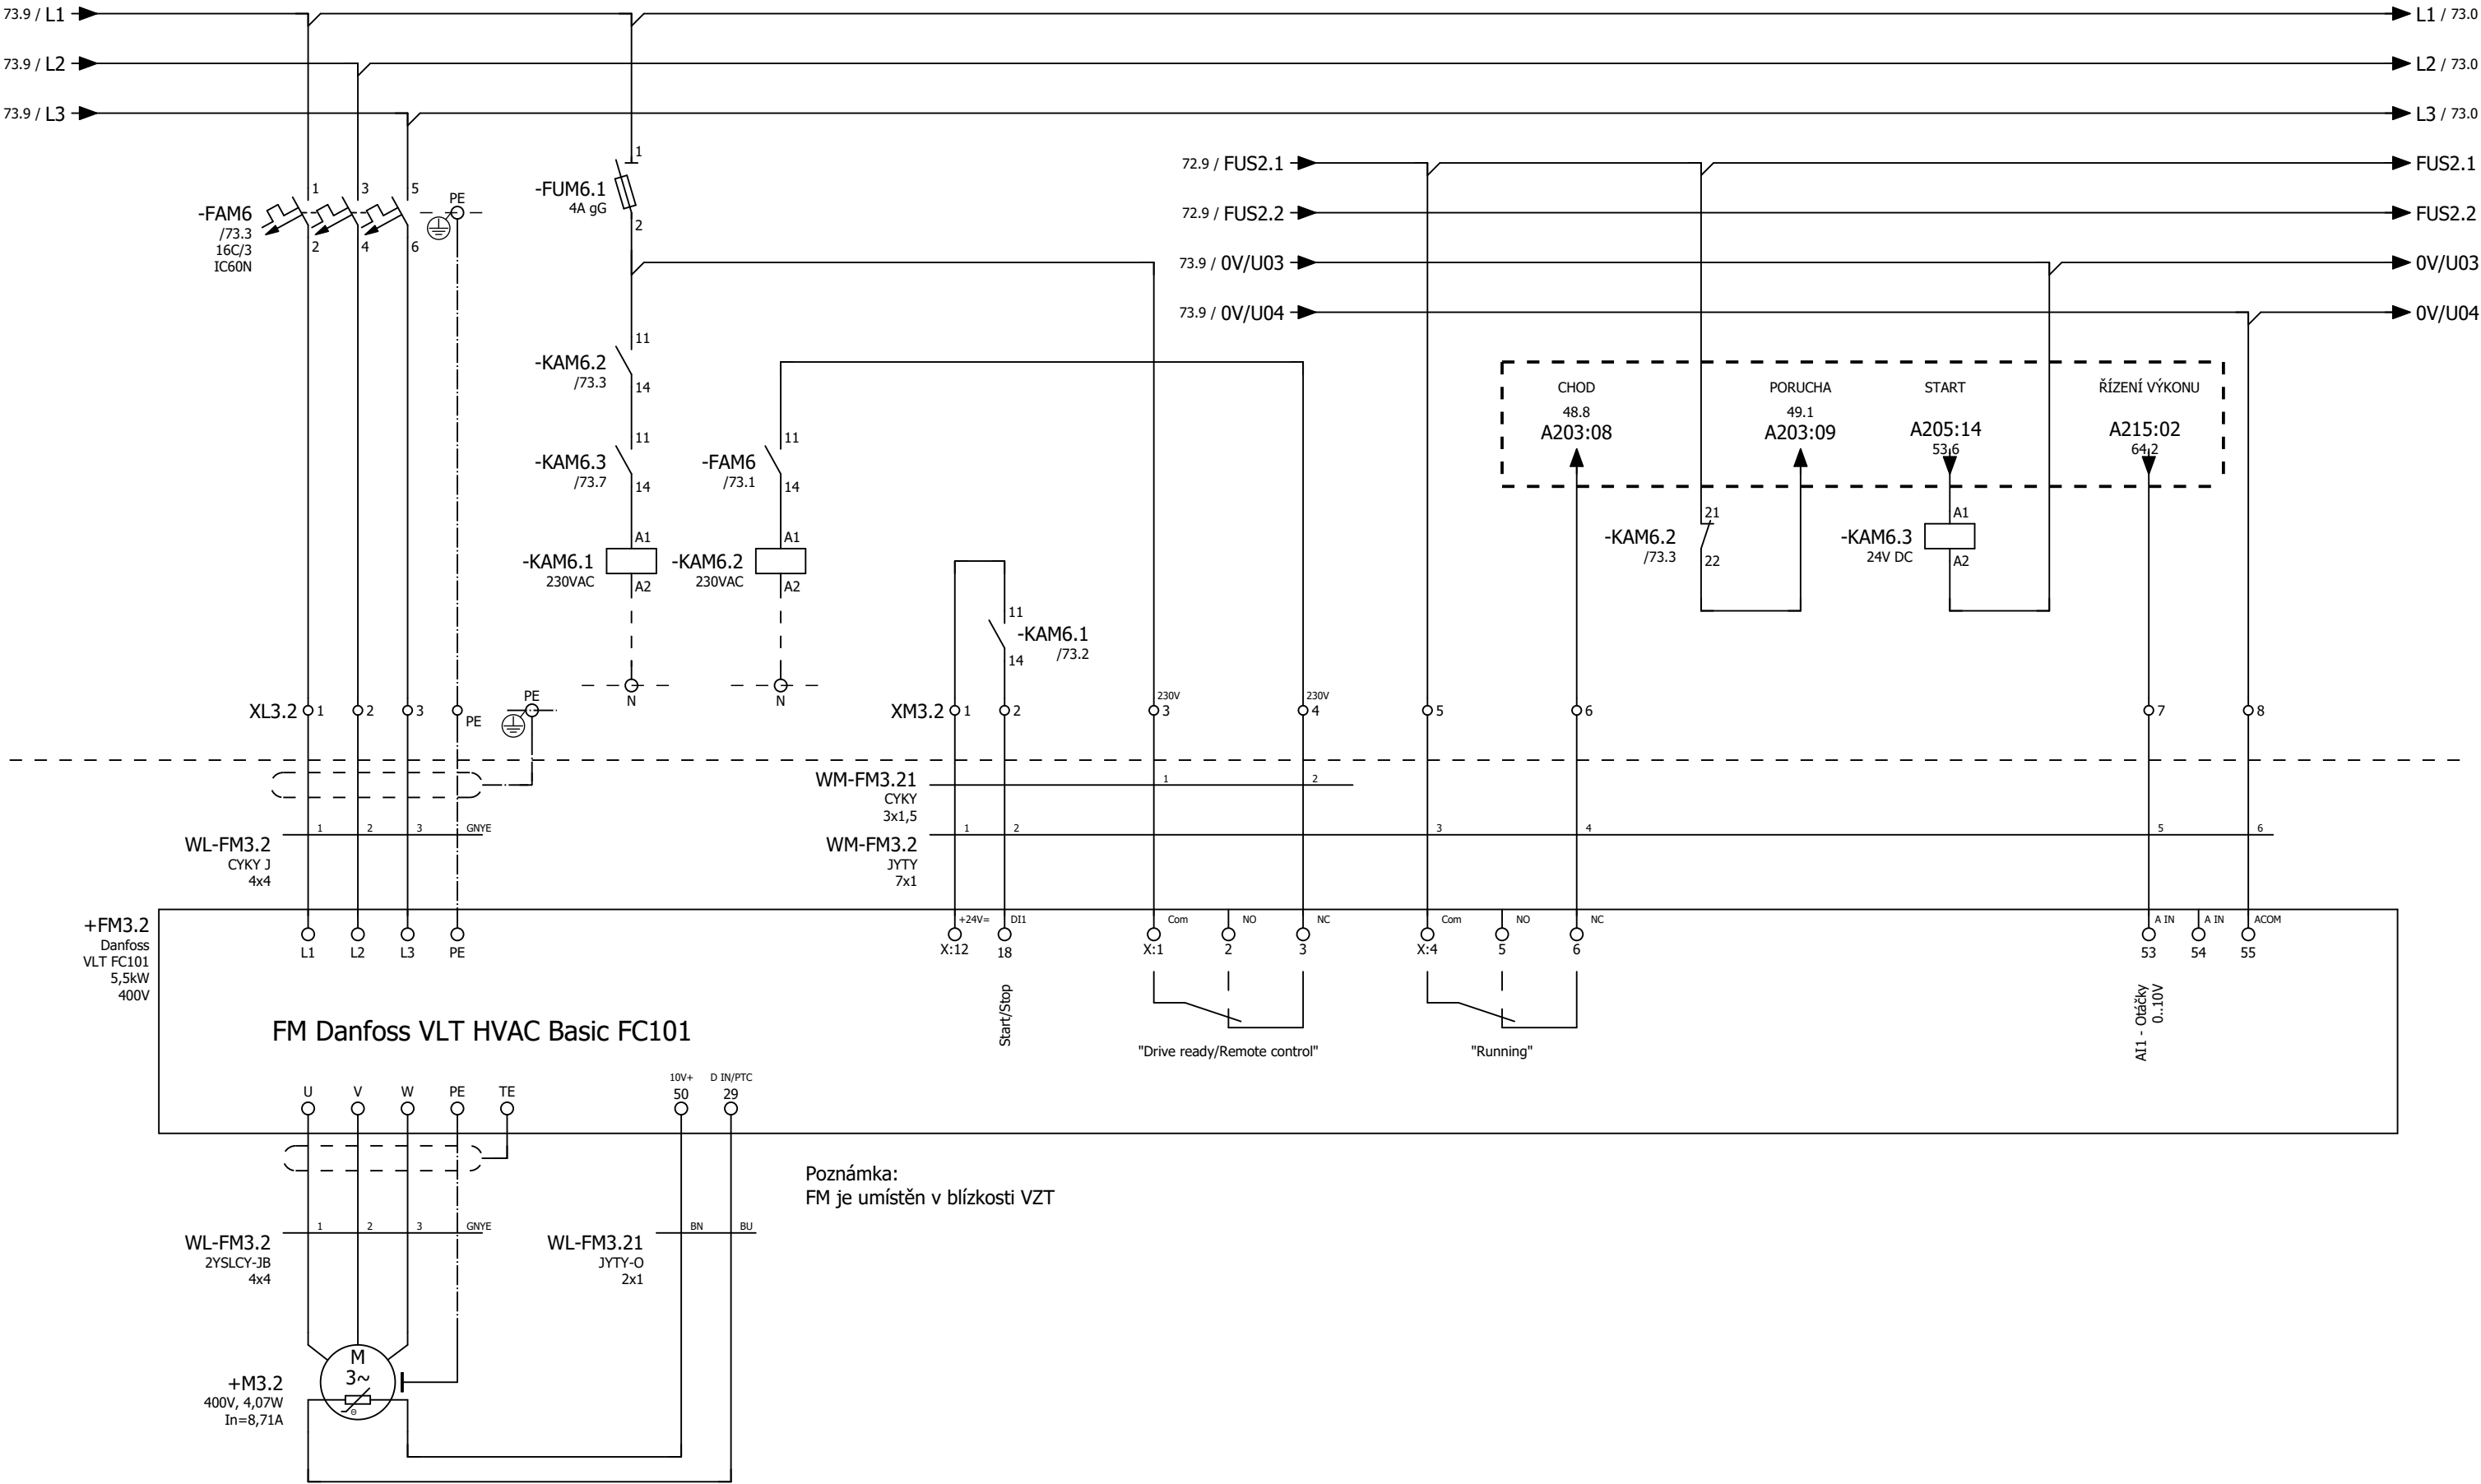 73.9 / L1
L1 / 73.0
73.9 / L2
L2 / 73.0
73.9 / L3
L3 / 73.0
72.9 / FUS2.1
FUS2.1
72.9 / FUS2.2
FUS2.2
73.9 / 0V/U03
0V/U03
73.9 / 0V/U04
0V/U04
-FAM6
/73.3
16C/3
IC60N
1
3
5
2
4
6
PE
-FUM6.1
4A gG
1
2
-KAM6.2
/73.3
11
14
-KAM6.3
/73.7
11
14
-FAM6
/73.1
11
14
-KAM6.1
230VAC
A1
A2
-KAM6.2
230VAC
A1
A2
N
N
11
-KAM6.1
/73.2
14
CHOD
48.8
A203:08
PORUCHA
49.1
A203:09
START
A205:14
53.6
ŘÍZENÍ VÝKONU
A215:02
64.2
-KAM6.2
/73.3
21
22
-KAM6.3
24V DC
A1
A2
XL3.2
1
2
3
PE
PE
XM3.2
1
2
230V
3
230V
4
5
6
7
8
WM-FM3.21
CYKY
3x1,5
1
2
WL-FM3.2
CYKY J
4x4
1
2
3
GNYE
WM-FM3.2
JYTY
7x1
1
2
3
4
5
6
+FM3.2
Danfoss
VLT FC101
5,5kW
400V
L1
L2
L3
PE
+24V=
X:12
DI1
18
Start/Stop
Com
X:1
NO
2
NC
3
"Drive ready/Remote control"
Com
X:4
NO
5
NC
6
"Running"
A IN
53
A IN
54
ACOM
55
AI1 - Otáčky
0..10V
FM Danfoss VLT HVAC Basic FC101
U
V
W
PE
TE
10V+
50
D IN/PTC
29
Poznámka:
FM je umístěn v blízkosti VZT
WL-FM3.2
2YSLCY-JB
4x4
1
2
3
GNYE
WL-FM3.21
JYTY-O
2x1
BN
BU
+M3.2
400V, 4,07W
In=8,71A
M
3~
Θ